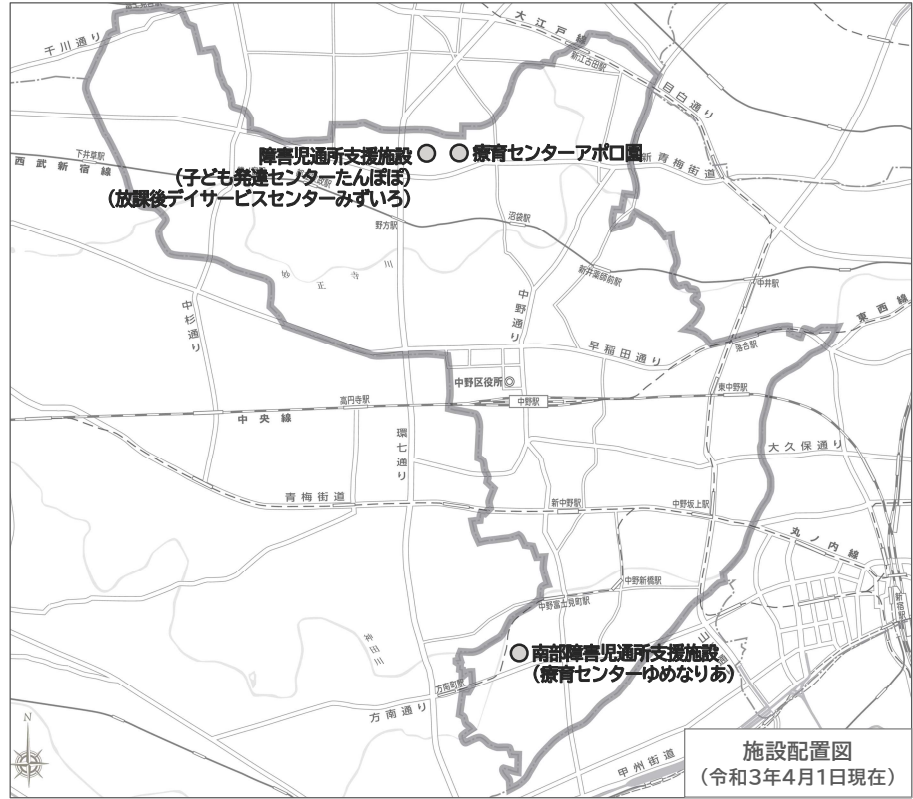 大江戸線
千川通り
新江古田駅
目白通り
下井草駅
西武新宿線
障害児通所支援施設
(子ども発達センターたんぽぽ)
(放課後デイサービスセンターみずいろ)
療育センターアポロ園
新青梅街道
野方駅
沼袋駅
妙正寺川
新井薬師前駅
中井駅
中杉通り
中野通り
東西線
早稲田通り
落合駅
中野区役所
高円寺駅
中野駅
東中野駅
中央線
環七通り
大久保通り
青梅街道
新中野駅
中野坂上駅
丸ノ内線
中野新橋駅
中野富士見町駅
新宿駅
神田川
南部障害児通所支援施設
(療育センターゆめなりあ)
方南町駅
方南通り
甲州街道
N
施設配置図
(令和3年4月1日現在)